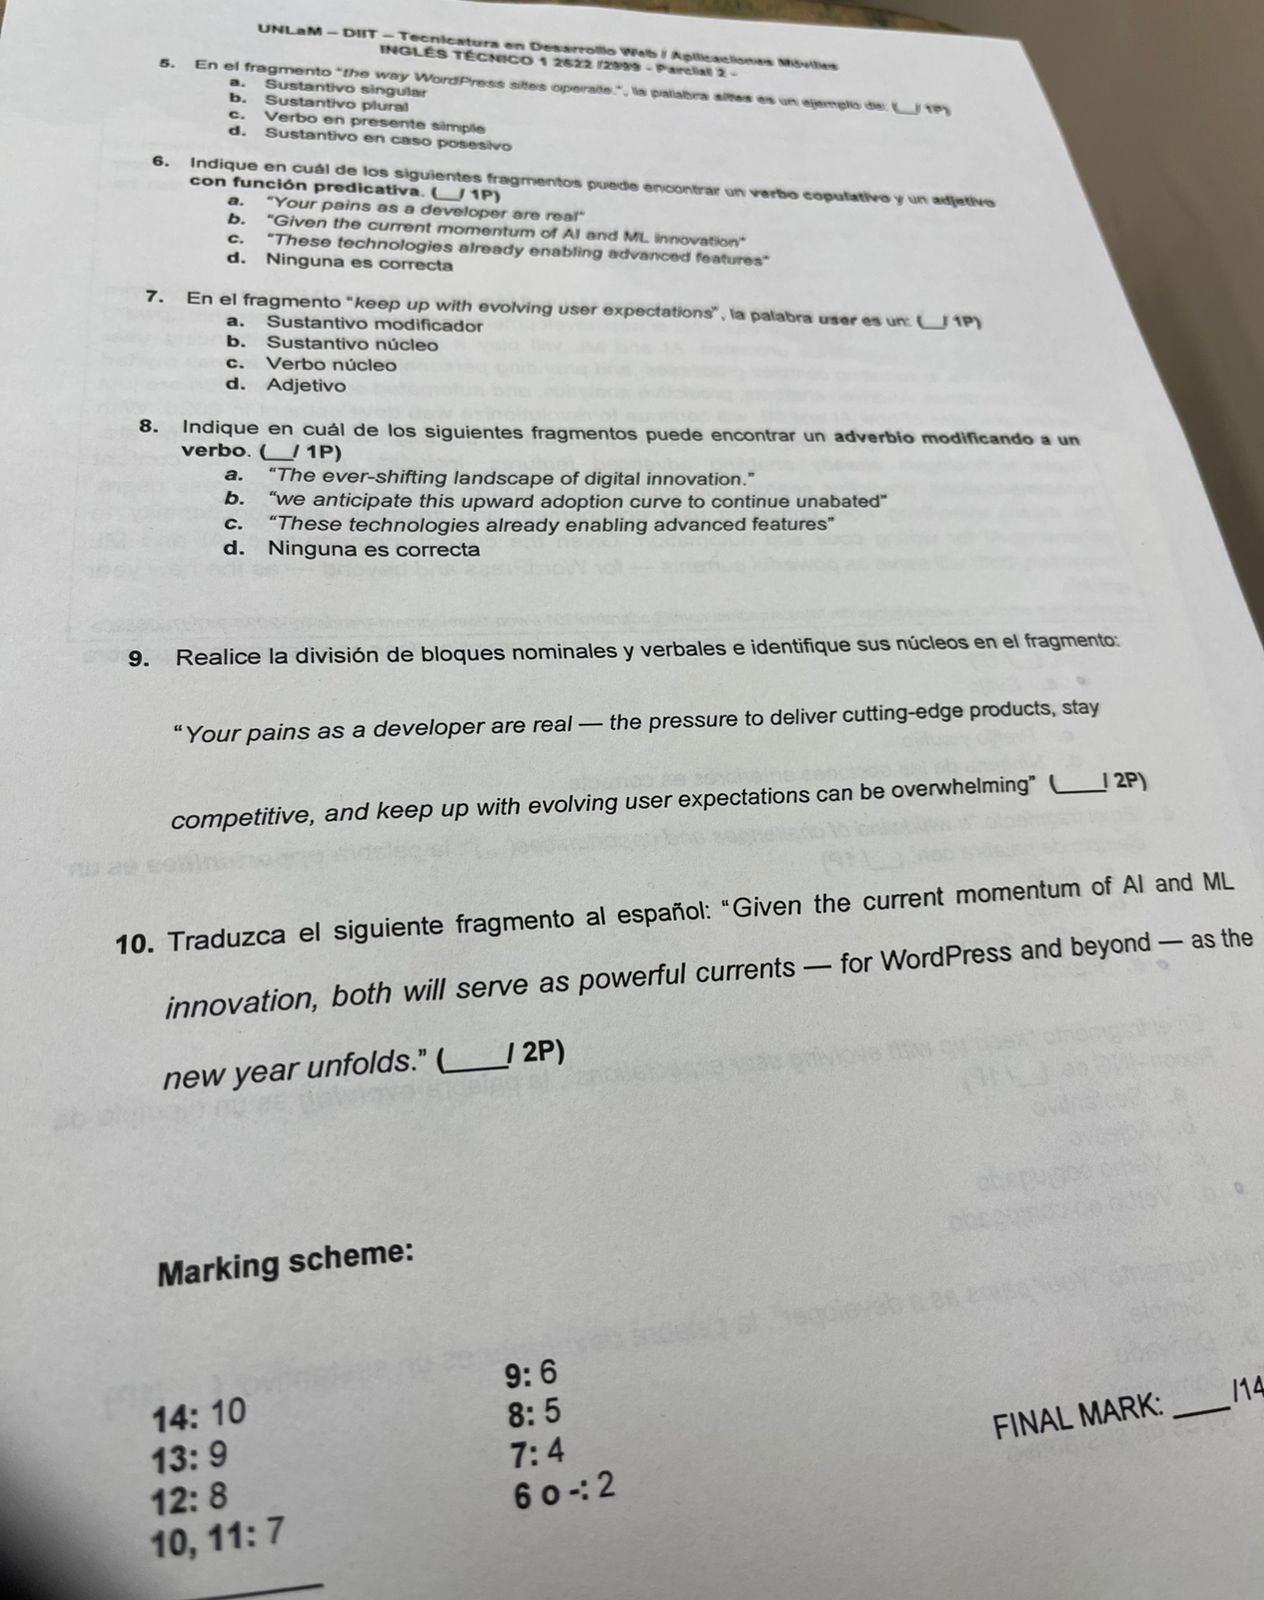 UNLaM – DIIT – Tecnicatura en Desarrollo Web / Aplicaciones Móviles
INGLÉS TÉCNICO 1 2622 /2999 - Parcial 2 -
5. En el fragmento "the way WordPress sites operate.", la palabra sites es un ejemplo de: (__/ 1P)
a. Sustantivo singular
b. Sustantivo plural
c. Verbo en presente simple
d. Sustantivo en caso posesivo
6. Indique en cuál de los siguientes fragmentos puede encontrar un verbo copulativo y un adjetivo
con función predicativa. (__/ 1P)
a. "Your pains as a developer are real"
b. "Given the current momentum of AI and ML innovation"
c. "These technologies already enabling advanced features"
d. Ninguna es correcta
7. En el fragmento "keep up with evolving user expectations", la palabra user es un: (__/ 1P)
a. Sustantivo modificador
b. Sustantivo núcleo
c. Verbo núcleo
d. Adjetivo
8. Indique en cuál de los siguientes fragmentos puede encontrar un adverbio modificando a un
verbo. (__/ 1P)
a. "The ever-shifting landscape of digital innovation."
b. "we anticipate this upward adoption curve to continue unabated"
c. "These technologies already enabling advanced features"
d. Ninguna es correcta
9. Realice la división de bloques nominales y verbales e identifique sus núcleos en el fragmento:
"Your pains as a developer are real — the pressure to deliver cutting-edge products, stay
competitive, and keep up with evolving user expectations can be overwhelming" (____/ 2P)
10. Traduzca el siguiente fragmento al español: "Given the current momentum of AI and ML
innovation, both will serve as powerful currents — for WordPress and beyond — as the
new year unfolds." (____/ 2P)
Marking scheme:
14: 10
13: 9
12: 8
10, 11: 7
9: 6
8: 5
7: 4
6 o -: 2
FINAL MARK: ____/14